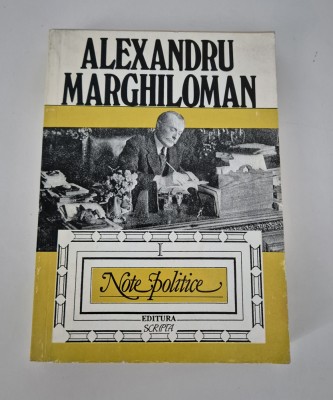 ALEXANDRU
MARGHILOMAN
I
Note politice
EDITURA
SCRIPTA